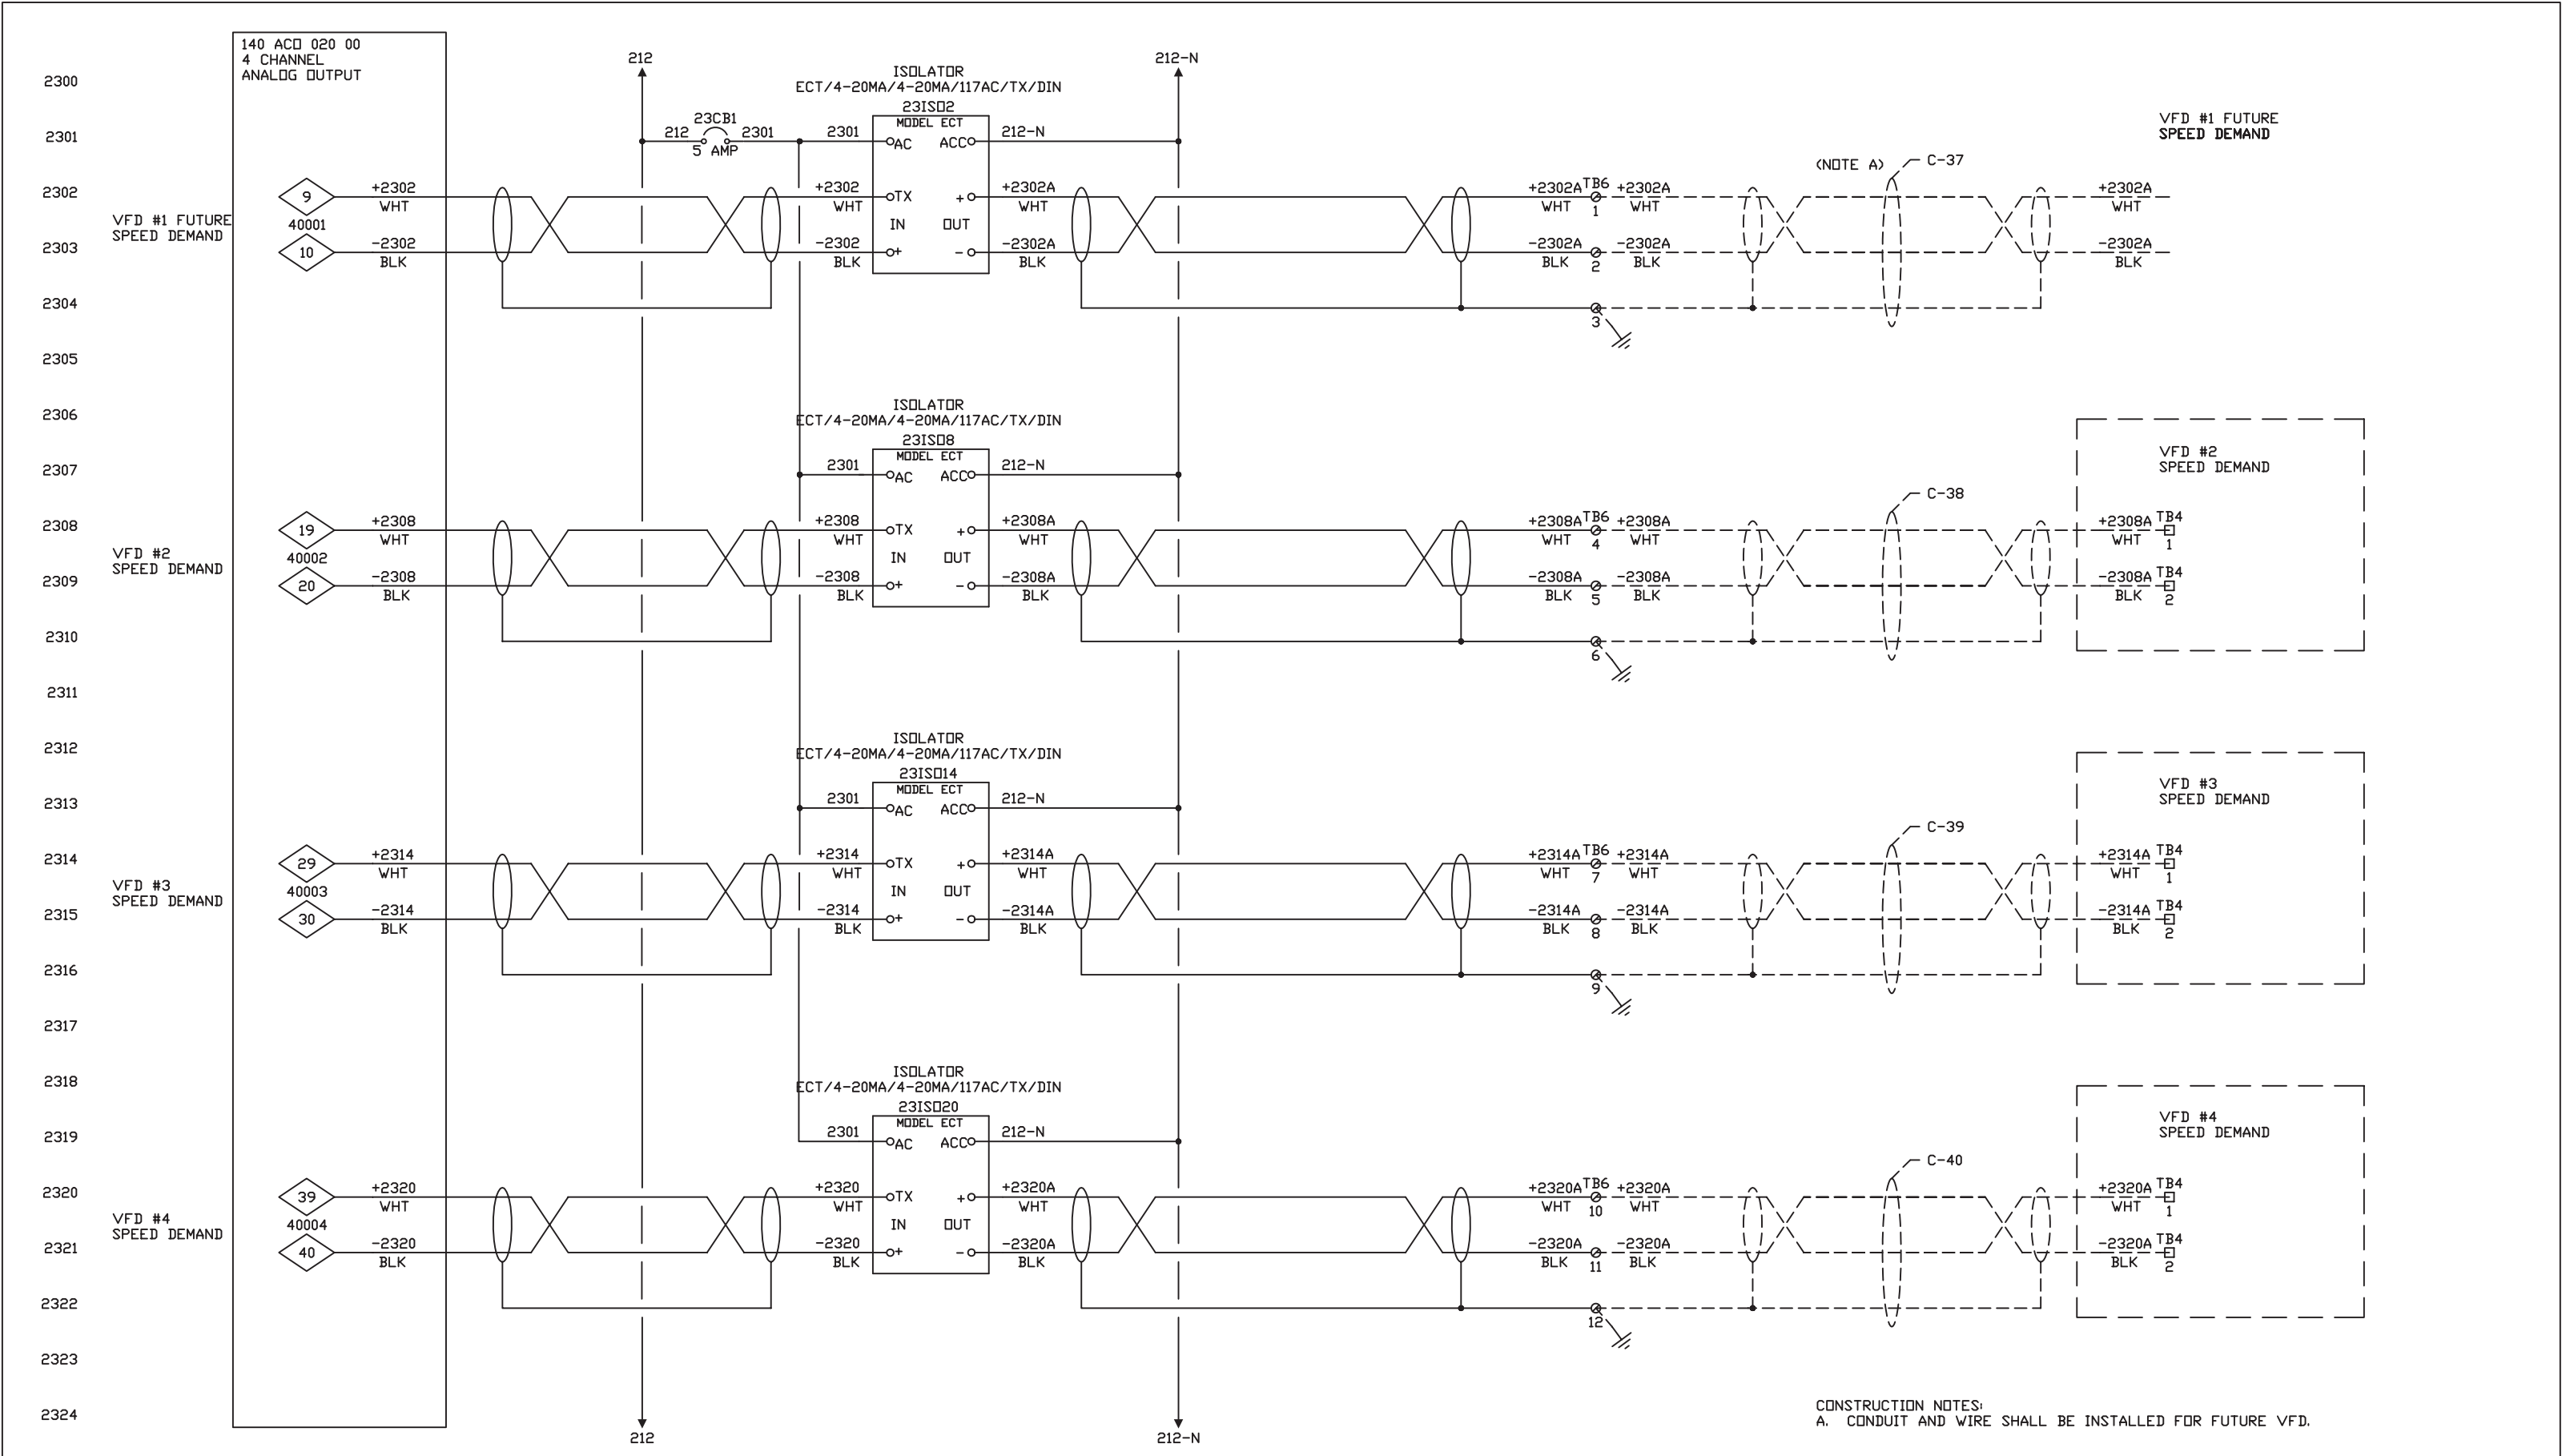 140 ACO 020 00
4 CHANNEL
ANALOG OUTPUT
212
212-N
ISOLATOR
ECT/4-20MA/4-20MA/117AC/TX/DIN
23ISO2
MODEL ECT
2300
2301
212 23CB1 2301
5 AMP
2301 AC ACC 212-N
VFD #1 FUTURE
SPEED DEMAND
(NOTE A) C-37
2302
9 +2302 WHT
+2302 WHT TX + +2302A WHT
+2302A WHT TB6 1 +2302A WHT
+2302A WHT
VFD #1 FUTURE
SPEED DEMAND
40001
IN OUT
2303
10 -2302 BLK
-2302 BLK + - -2302A BLK
-2302A BLK 2 -2302A BLK
-2302A BLK
2304
3
2305
2306
ISOLATOR
ECT/4-20MA/4-20MA/117AC/TX/DIN
23ISO8
MODEL ECT
2307
2301 AC ACC 212-N
VFD #2
SPEED DEMAND
C-38
2308
19 +2308 WHT
+2308 WHT TX + +2308A WHT
+2308A WHT TB6 4 +2308A WHT
+2308A WHT TB4 1
VFD #2
SPEED DEMAND
40002
IN OUT
2309
20 -2308 BLK
-2308 BLK + - -2308A BLK
-2308A BLK 5 -2308A BLK
-2308A BLK TB4 2
2310
6
2311
2312
ISOLATOR
ECT/4-20MA/4-20MA/117AC/TX/DIN
23ISO14
MODEL ECT
2313
2301 AC ACC 212-N
VFD #3
SPEED DEMAND
C-39
2314
29 +2314 WHT
+2314 WHT TX + +2314A WHT
+2314A WHT TB6 7 +2314A WHT
+2314A WHT TB4 1
VFD #3
SPEED DEMAND
40003
IN OUT
2315
30 -2314 BLK
-2314 BLK + - -2314A BLK
-2314A BLK 8 -2314A BLK
-2314A BLK TB4 2
2316
9
2317
2318
ISOLATOR
ECT/4-20MA/4-20MA/117AC/TX/DIN
23ISO20
MODEL ECT
2319
2301 AC ACC 212-N
VFD #4
SPEED DEMAND
C-40
2320
39 +2320 WHT
+2320 WHT TX + +2320A WHT
+2320A WHT TB6 10 +2320A WHT
+2320A WHT TB4 1
VFD #4
SPEED DEMAND
40004
IN OUT
2321
40 -2320 BLK
-2320 BLK + - -2320A BLK
-2320A BLK 11 -2320A BLK
-2320A BLK TB4 2
2322
12
2323
2324
212
212-N
CONSTRUCTION NOTES:
A. CONDUIT AND WIRE SHALL BE INSTALLED FOR FUTURE VFD.